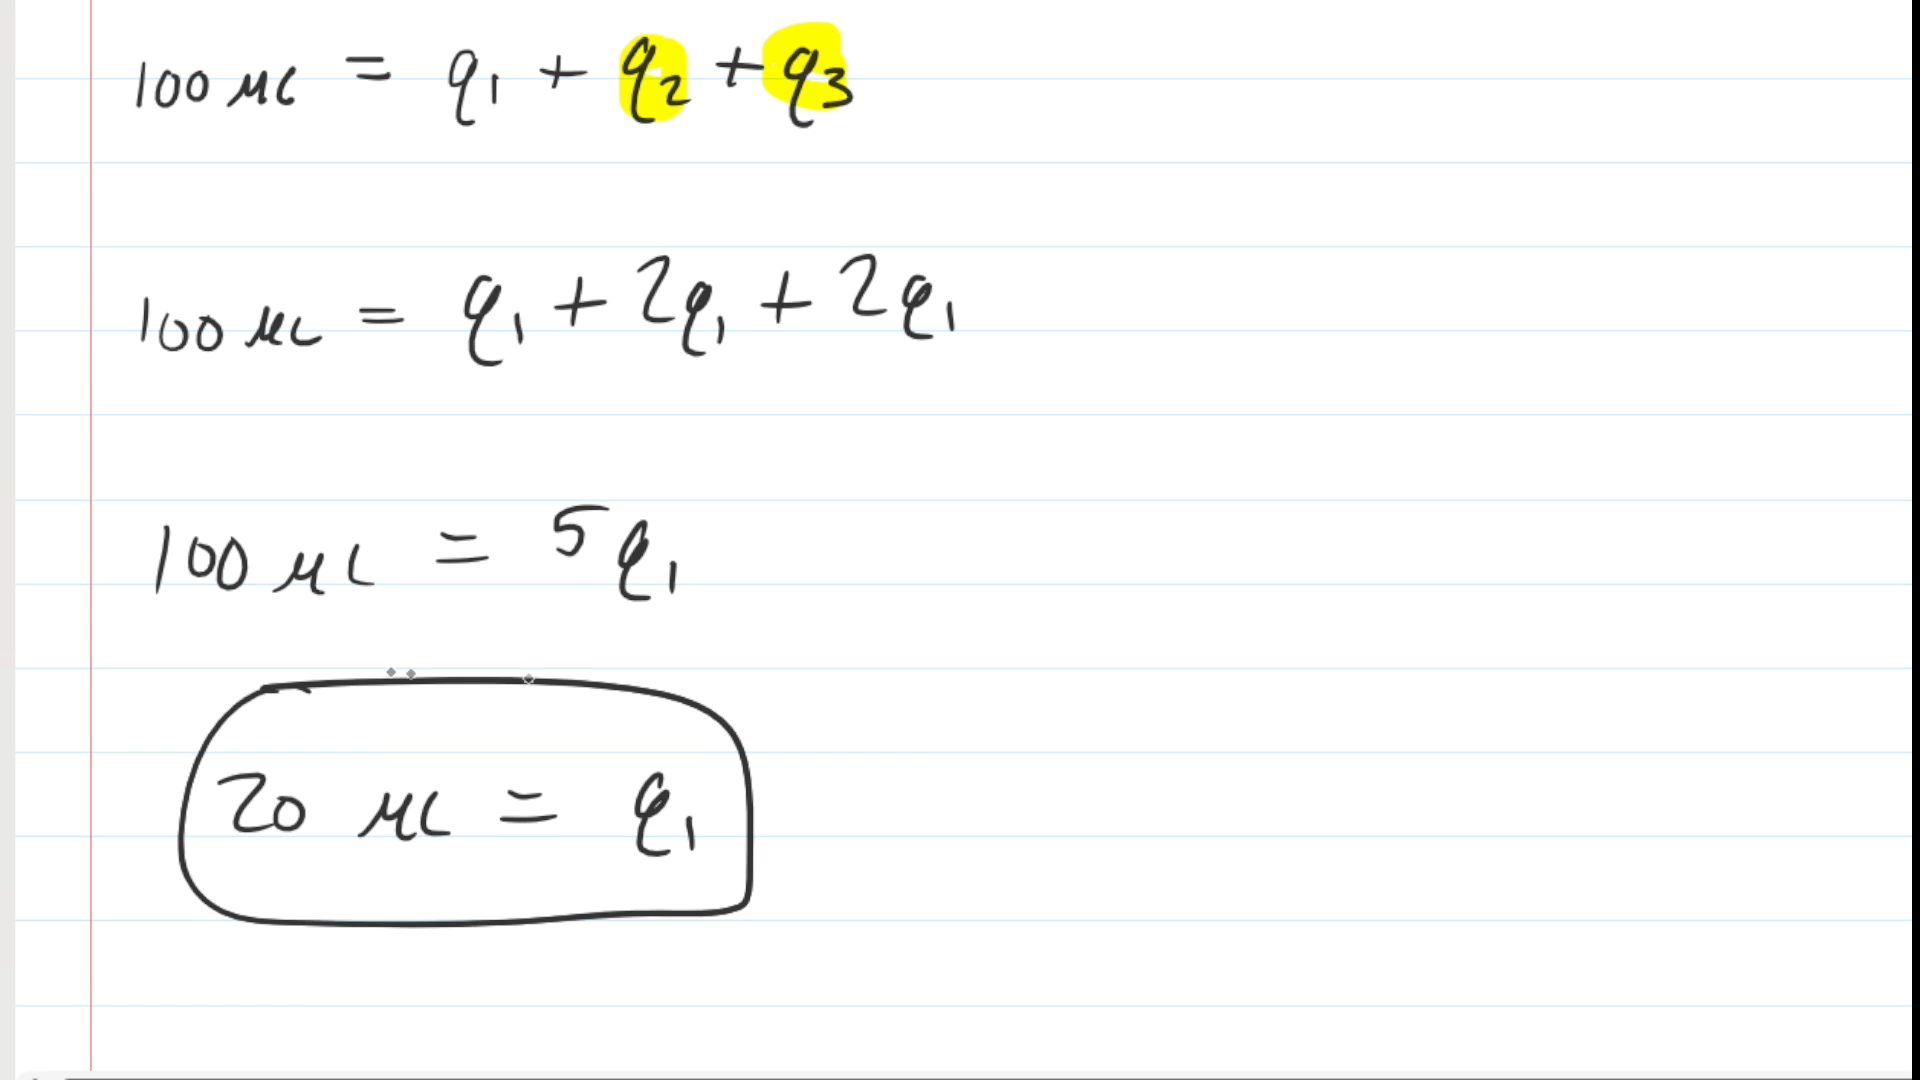 100 μC = q₁ + q₂ + q₃
100 μC = q₁ + 2q₁ + 2q₁
100 μC = 5q₁
20 μC = q₁